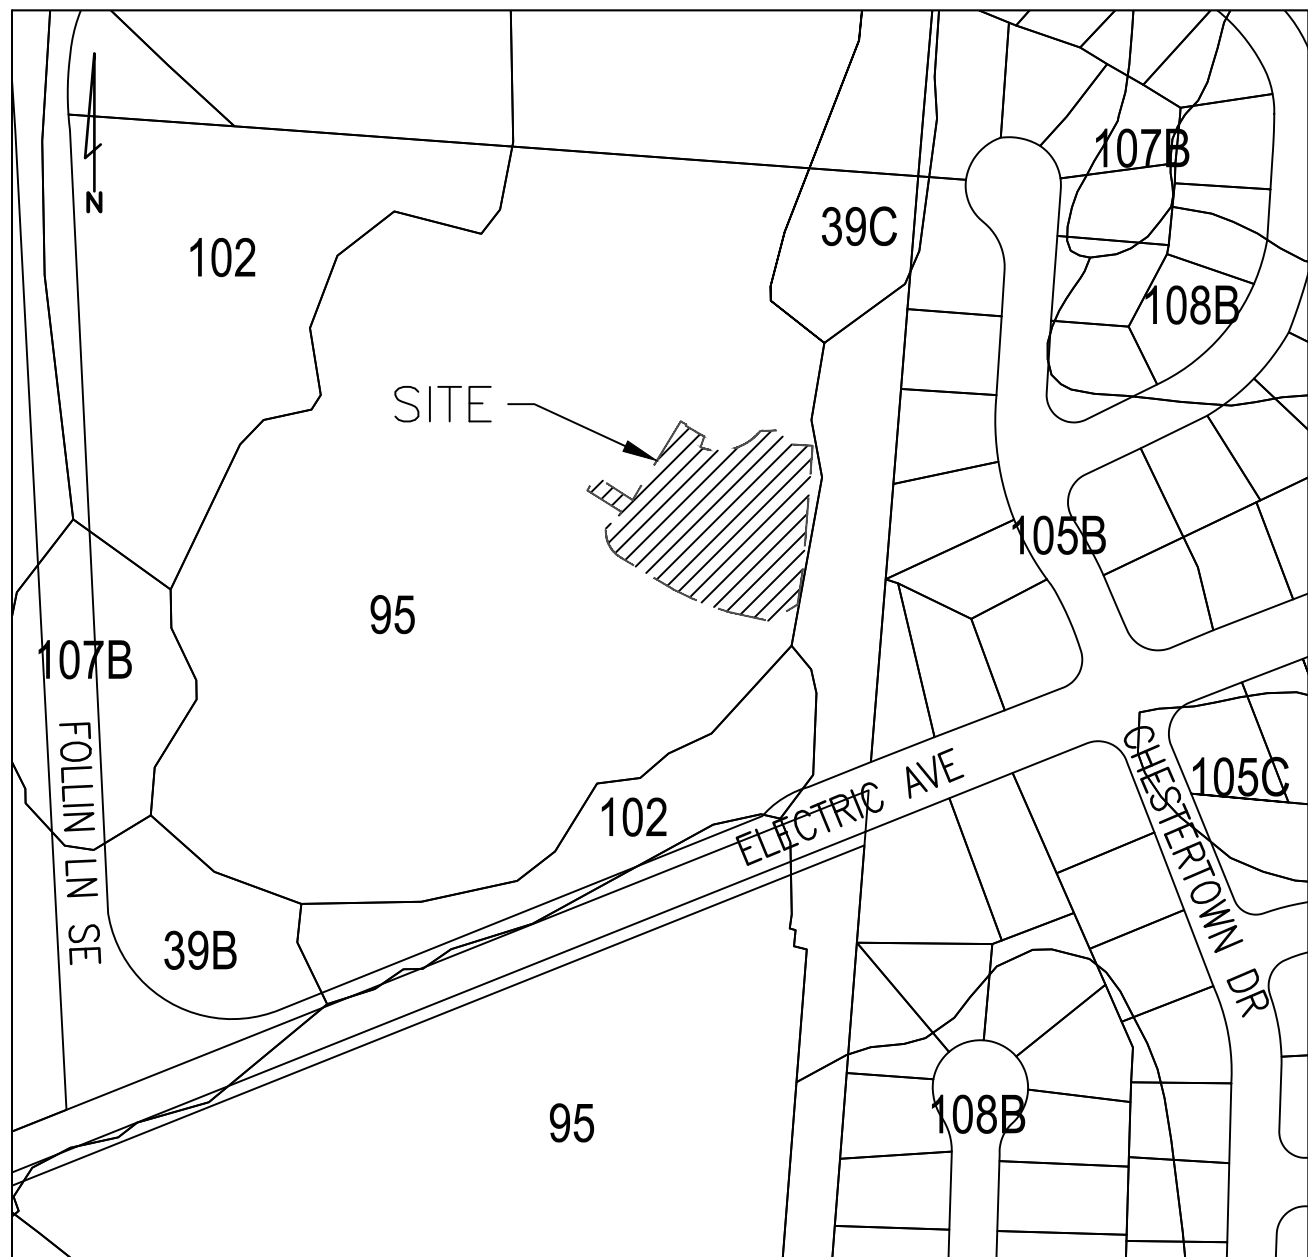 107B
39C
102
N
108B
SITE
105B
95
107B
FOLLIN LN SE
CHESTERTOWN DR
105C
ELECTRIC AVE
102
39B
95
108B